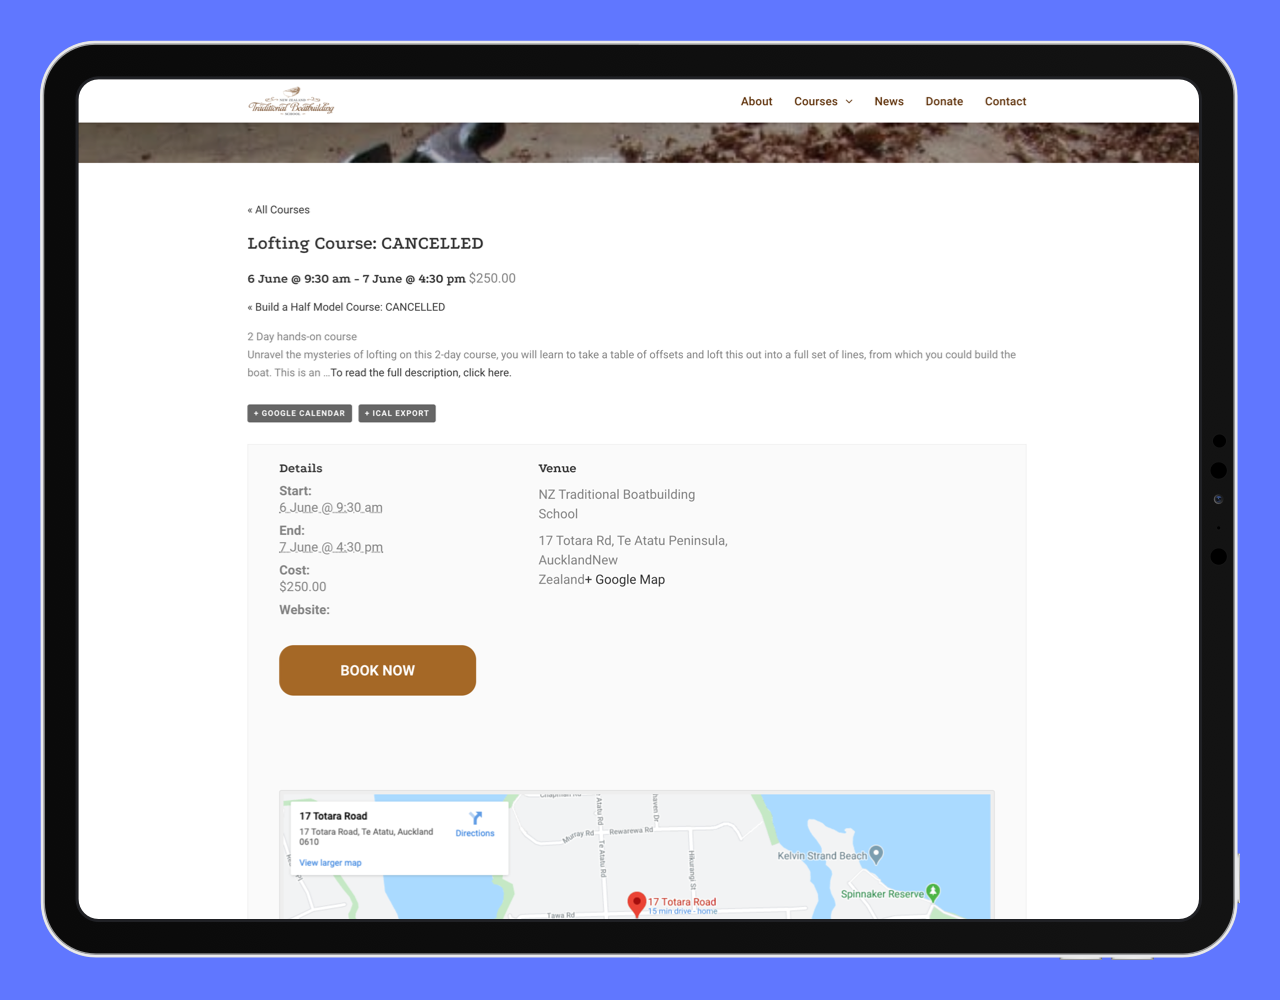 NEW ZEALAND
Traditional Boatbuilding
SCHOOL
About
Courses
News
Donate
Contact
« All Courses
Lofting Course: CANCELLED
6 June @ 9:30 am - 7 June @ 4:30 pm $250.00
« Build a Half Model Course: CANCELLED
2 Day hands-on course
Unravel the mysteries of lofting on this 2-day course, you will learn to take a table of offsets and loft this out into a full set of lines, from which you could build the
boat. This is an …To read the full description, click here.
+ GOOGLE CALENDAR
+ ICAL EXPORT
Details
Start:
6 June @ 9:30 am
End:
7 June @ 4:30 pm
Cost:
$250.00
Website:
BOOK NOW
Venue
NZ Traditional Boatbuilding
School
17 Totara Rd, Te Atatu Peninsula,
AucklandNew
Zealand+ Google Map
17 Totara Road
17 Totara Road, Te Atatu, Auckland
0610
Directions
View larger map
Chapman Rd
Atatu Rd
haven Dr
Murray Rd
Rewarewa Rd
Te Atatu Rd
Hikurangi St
Kelvin Strand Beach
Spinnaker Reserve
17 Totara Road
15 min drive - home
Tawa Rd